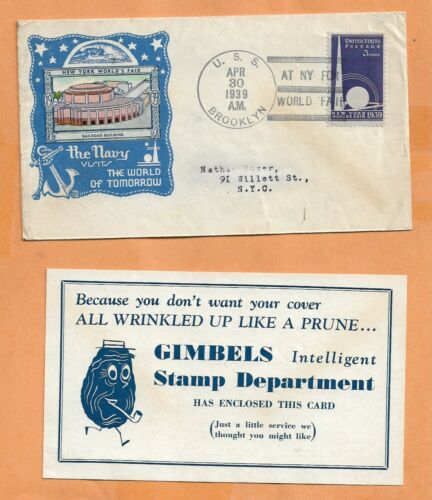 NEW YORK WORLD'S FAIR
19 39
RAILROAD BUILDING
The Navy
VISITS
THE WORLD
OF TOMORROW
U. S. S.
APR
30
1939
A.M.
BROOKLYN
AT NY FOR
WORLD FAIR
UNITED STATES
POSTAGE
3 CENTS
NEW YORK
WORLD'S FAIR 1939
91 Willett St.,
N.Y.C.
Because you don't want your cover
ALL WRINKLED UP LIKE A PRUNE...
GIMBELS Intelligent
Stamp Department
HAS ENCLOSED THIS CARD
(Just a little service we
thought you might like)